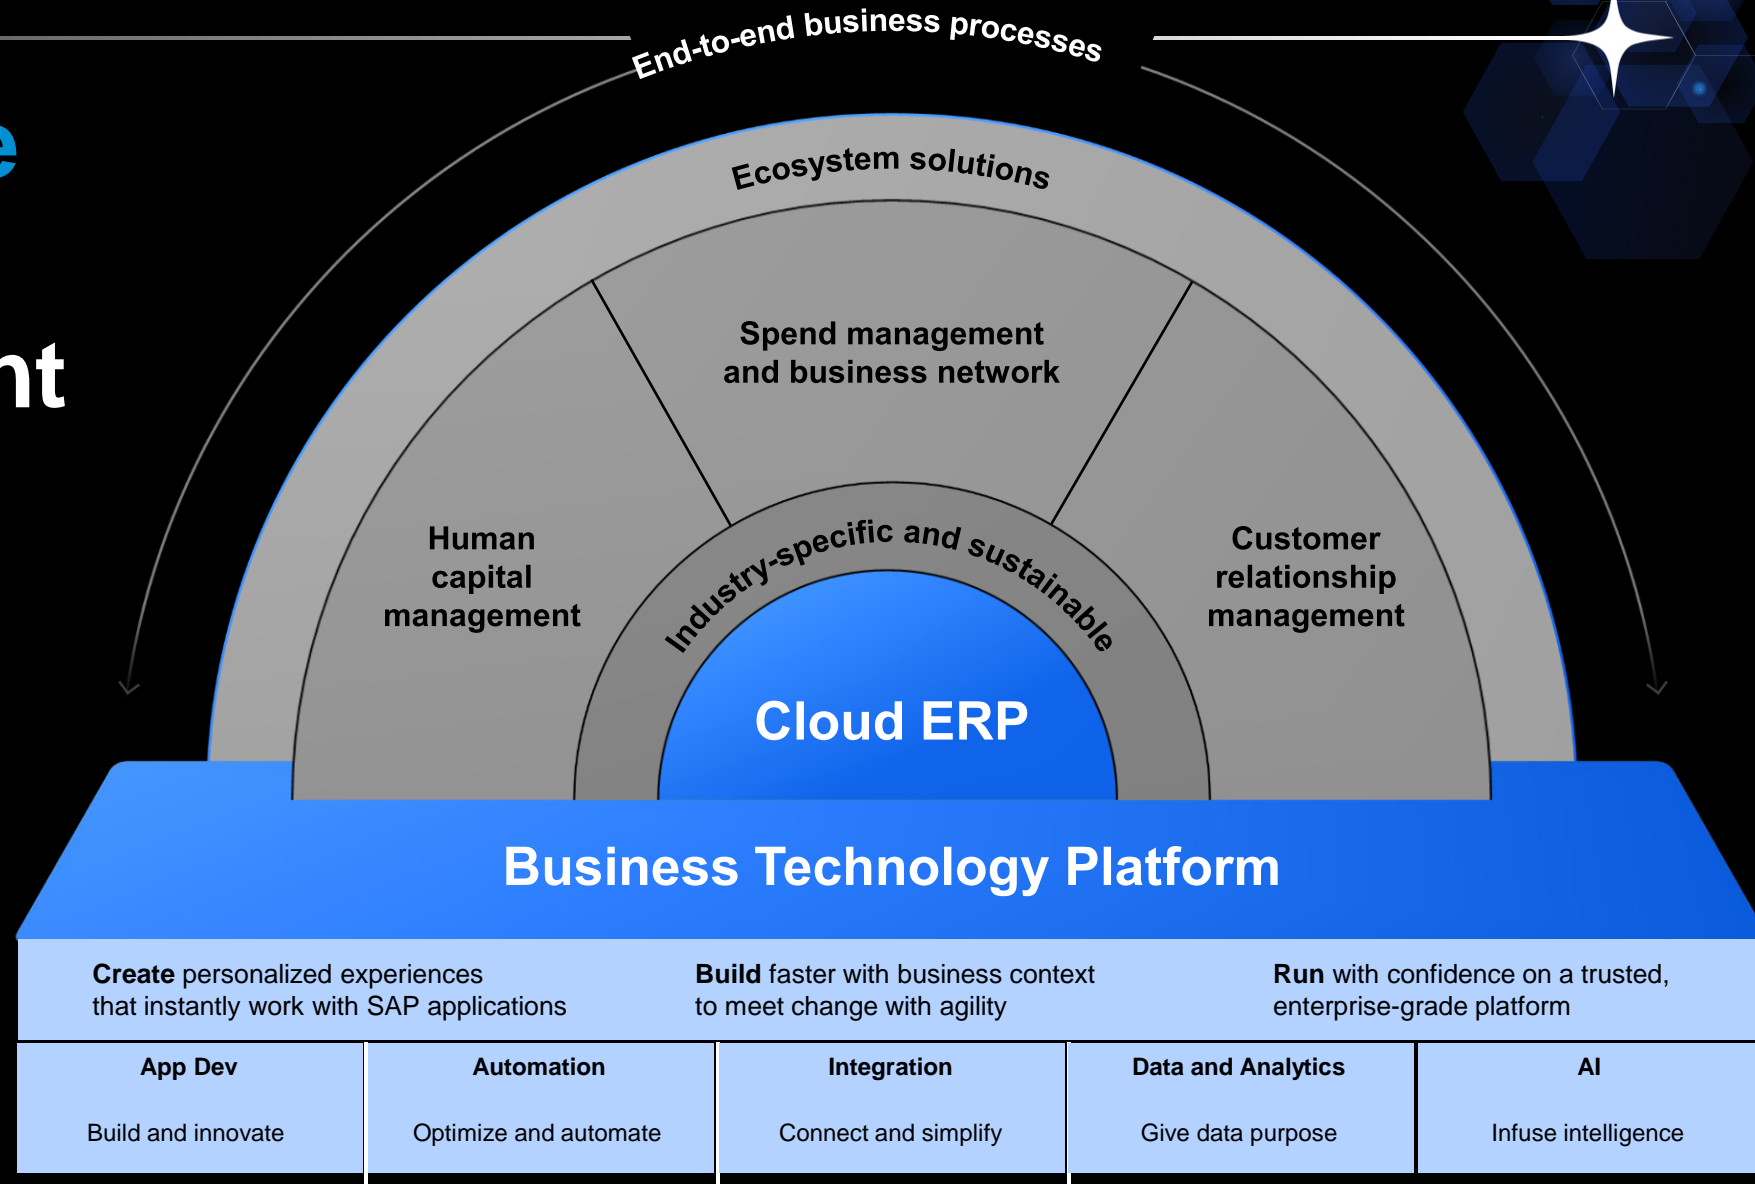 End-to-end business processes
e
Ecosystem solutions
Spend management
and business network
nt
Human
capital
management
Industry-specific and sustainable
Customer
relationship
management
Cloud ERP
Business Technology Platform
Create personalized experiences
that instantly work with SAP applications
Build faster with business context
to meet change with agility
Run with confidence on a trusted,
enterprise-grade platform
App Dev
Build and innovate
Automation
Optimize and automate
Integration
Connect and simplify
Data and Analytics
Give data purpose
AI
Infuse intelligence